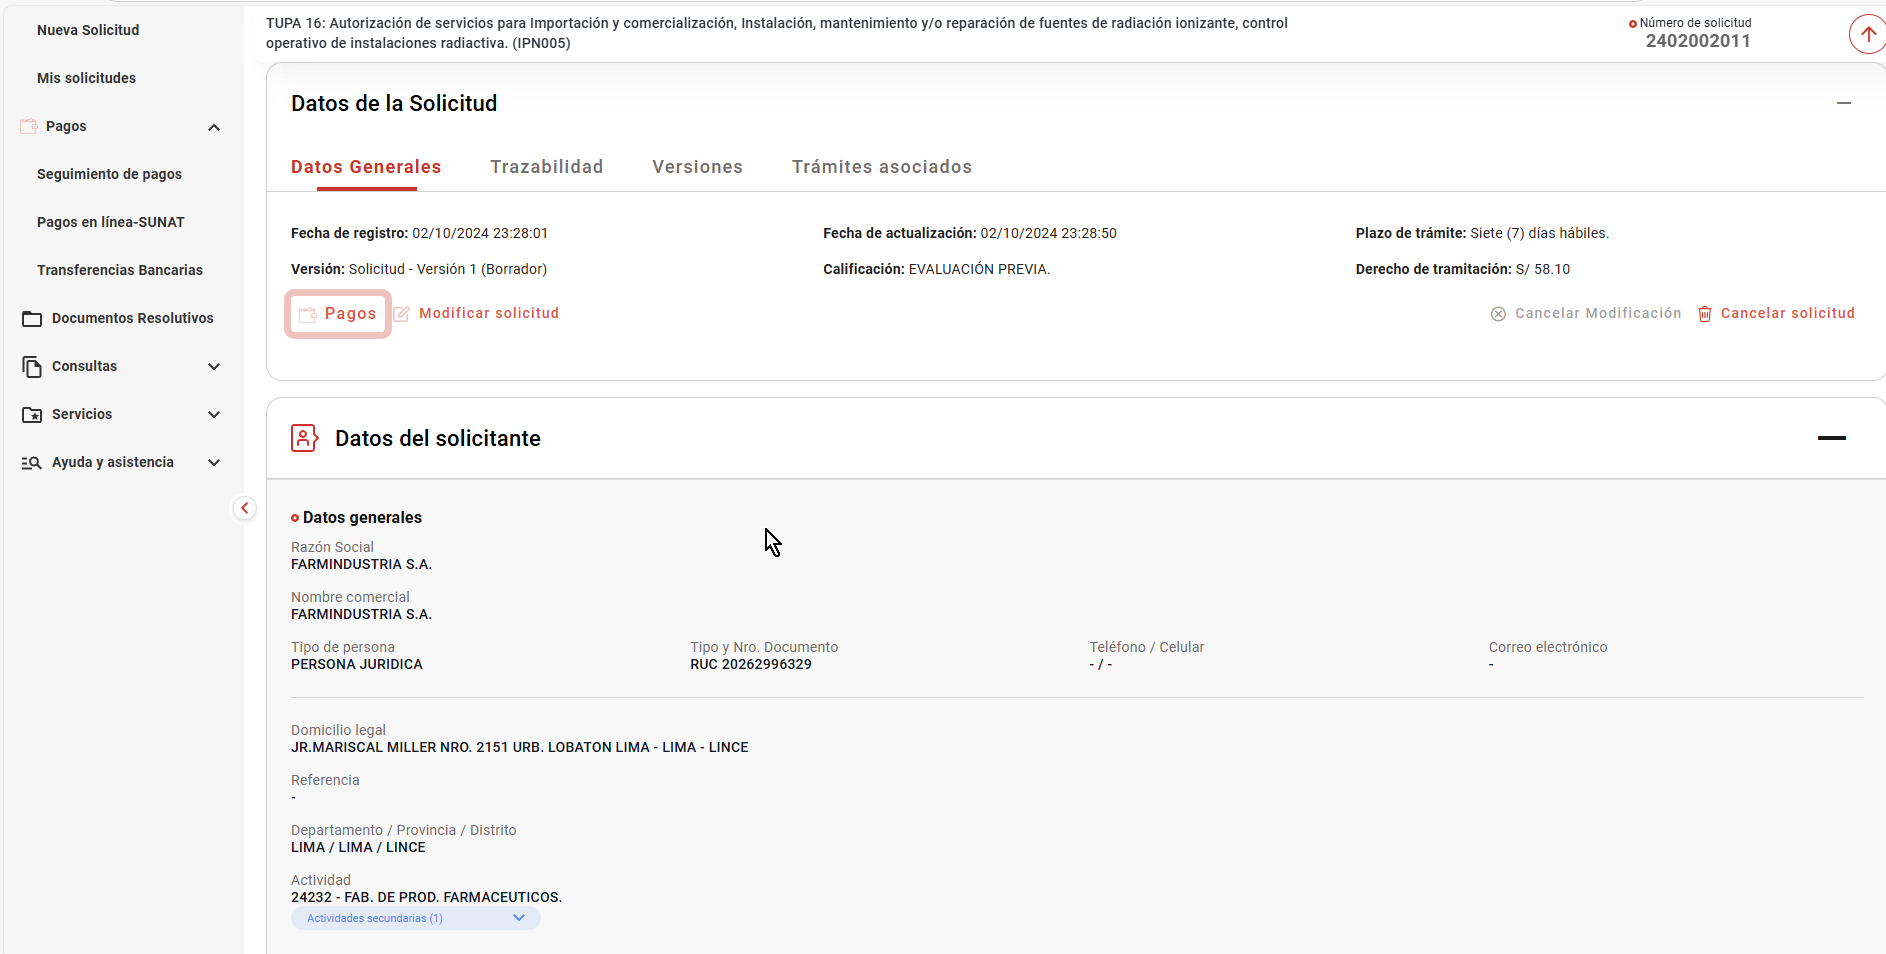 Nueva Solicitud
Mis solicitudes
Pagos
Seguimiento de pagos
Pagos en línea-SUNAT
Transferencias Bancarias
Documentos Resolutivos
Consultas
Servicios
Ayuda y asistencia
TUPA 16: Autorización de servicios para Importación y comercialización, Instalación, mantenimiento y/o reparación de fuentes de radiación ionizante, control
operativo de instalaciones radiactiva. (IPN005)
Número de solicitud
2402002011
Datos de la Solicitud
Datos Generales Trazabilidad Versiones Trámites asociados
Fecha de registro: 02/10/2024 23:28:01 Fecha de actualización: 02/10/2024 23:28:50 Plazo de trámite: Siete (7) días hábiles.
Versión: Solicitud - Versión 1 (Borrador) Calificación: EVALUACIÓN PREVIA. Derecho de tramitación: S/ 58.10
Pagos Modificar solicitud Cancelar Modificación Cancelar solicitud
Datos del solicitante
Datos generales
Razón Social
FARMINDUSTRIA S.A.
Nombre comercial
FARMINDUSTRIA S.A.
Tipo de persona Tipo y Nro. Documento Teléfono / Celular Correo electrónico
PERSONA JURIDICA RUC 20262996329 - / - -
Domicilio legal
JR.MARISCAL MILLER NRO. 2151 URB. LOBATON LIMA - LIMA - LINCE
Referencia
-
Departamento / Provincia / Distrito
LIMA / LIMA / LINCE
Actividad
24232 - FAB. DE PROD. FARMACEUTICOS.
Actividades secundarias (1)